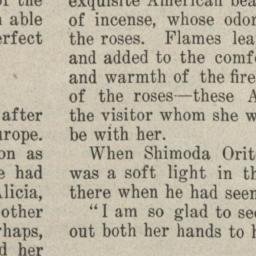 of the
able
erfect
after
urope.
on as
e had
Alicia,
other
rhaps,
d her
exquisite American bea
of incense, whose odor
the roses. Flames lea
and added to the comf
and warmth of the fire
of the roses—these A
the visitor whom she w
be with her.
When Shimoda Orit
was a soft light in th
there when he had seen
"I am so glad to see
out both her hands to h